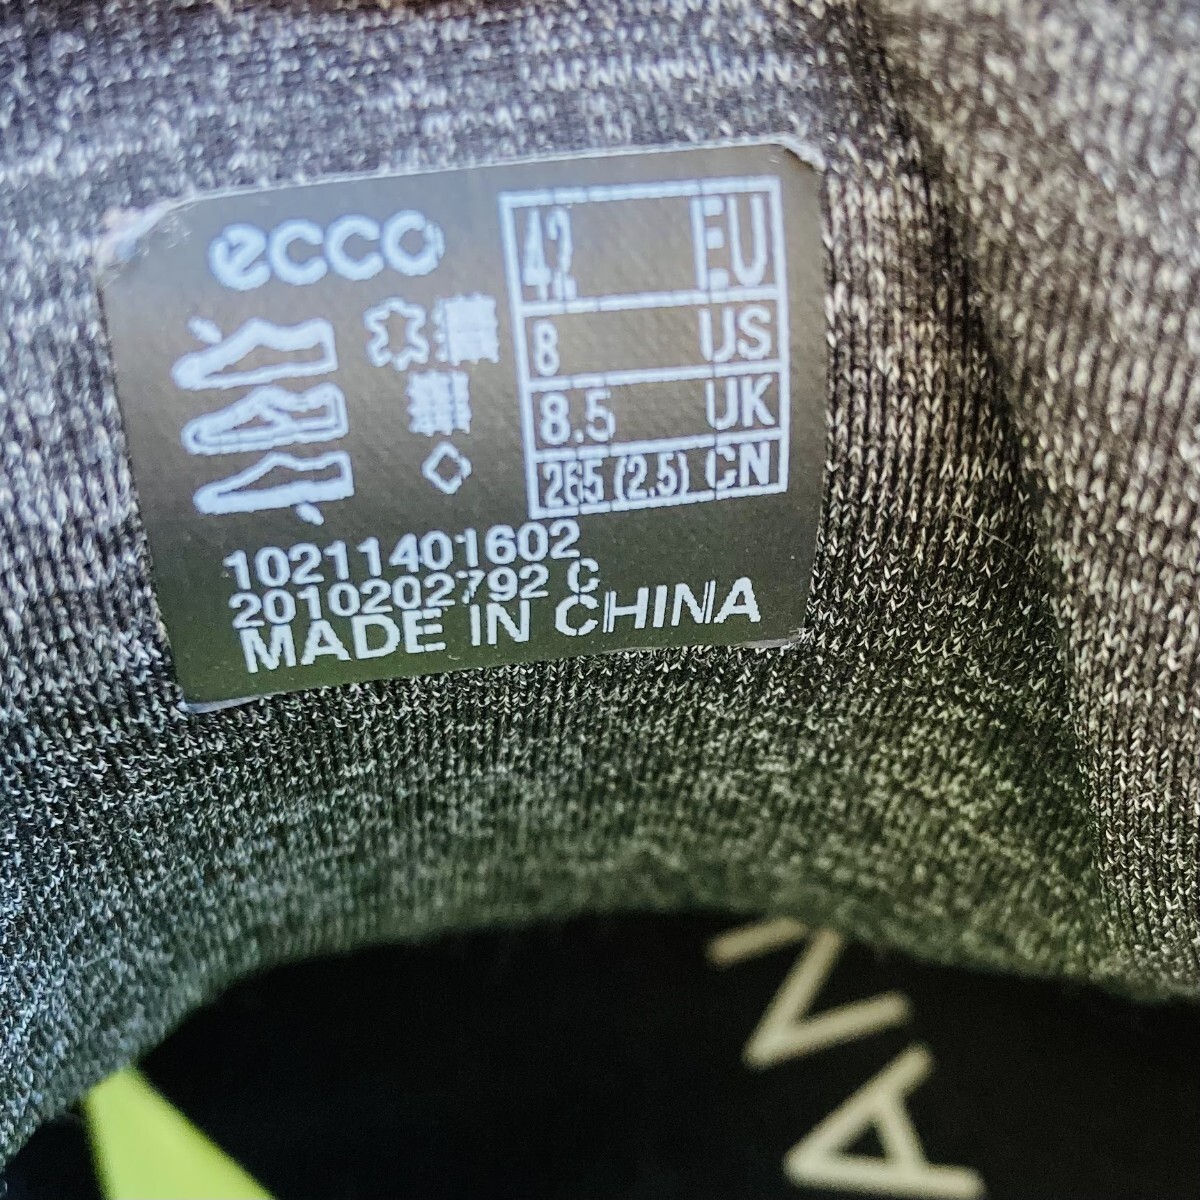 ecco
42 EU
8 US
8.5 UK
265 (2.5) CN
10211401602
2010202792 C
MADE IN CHINA